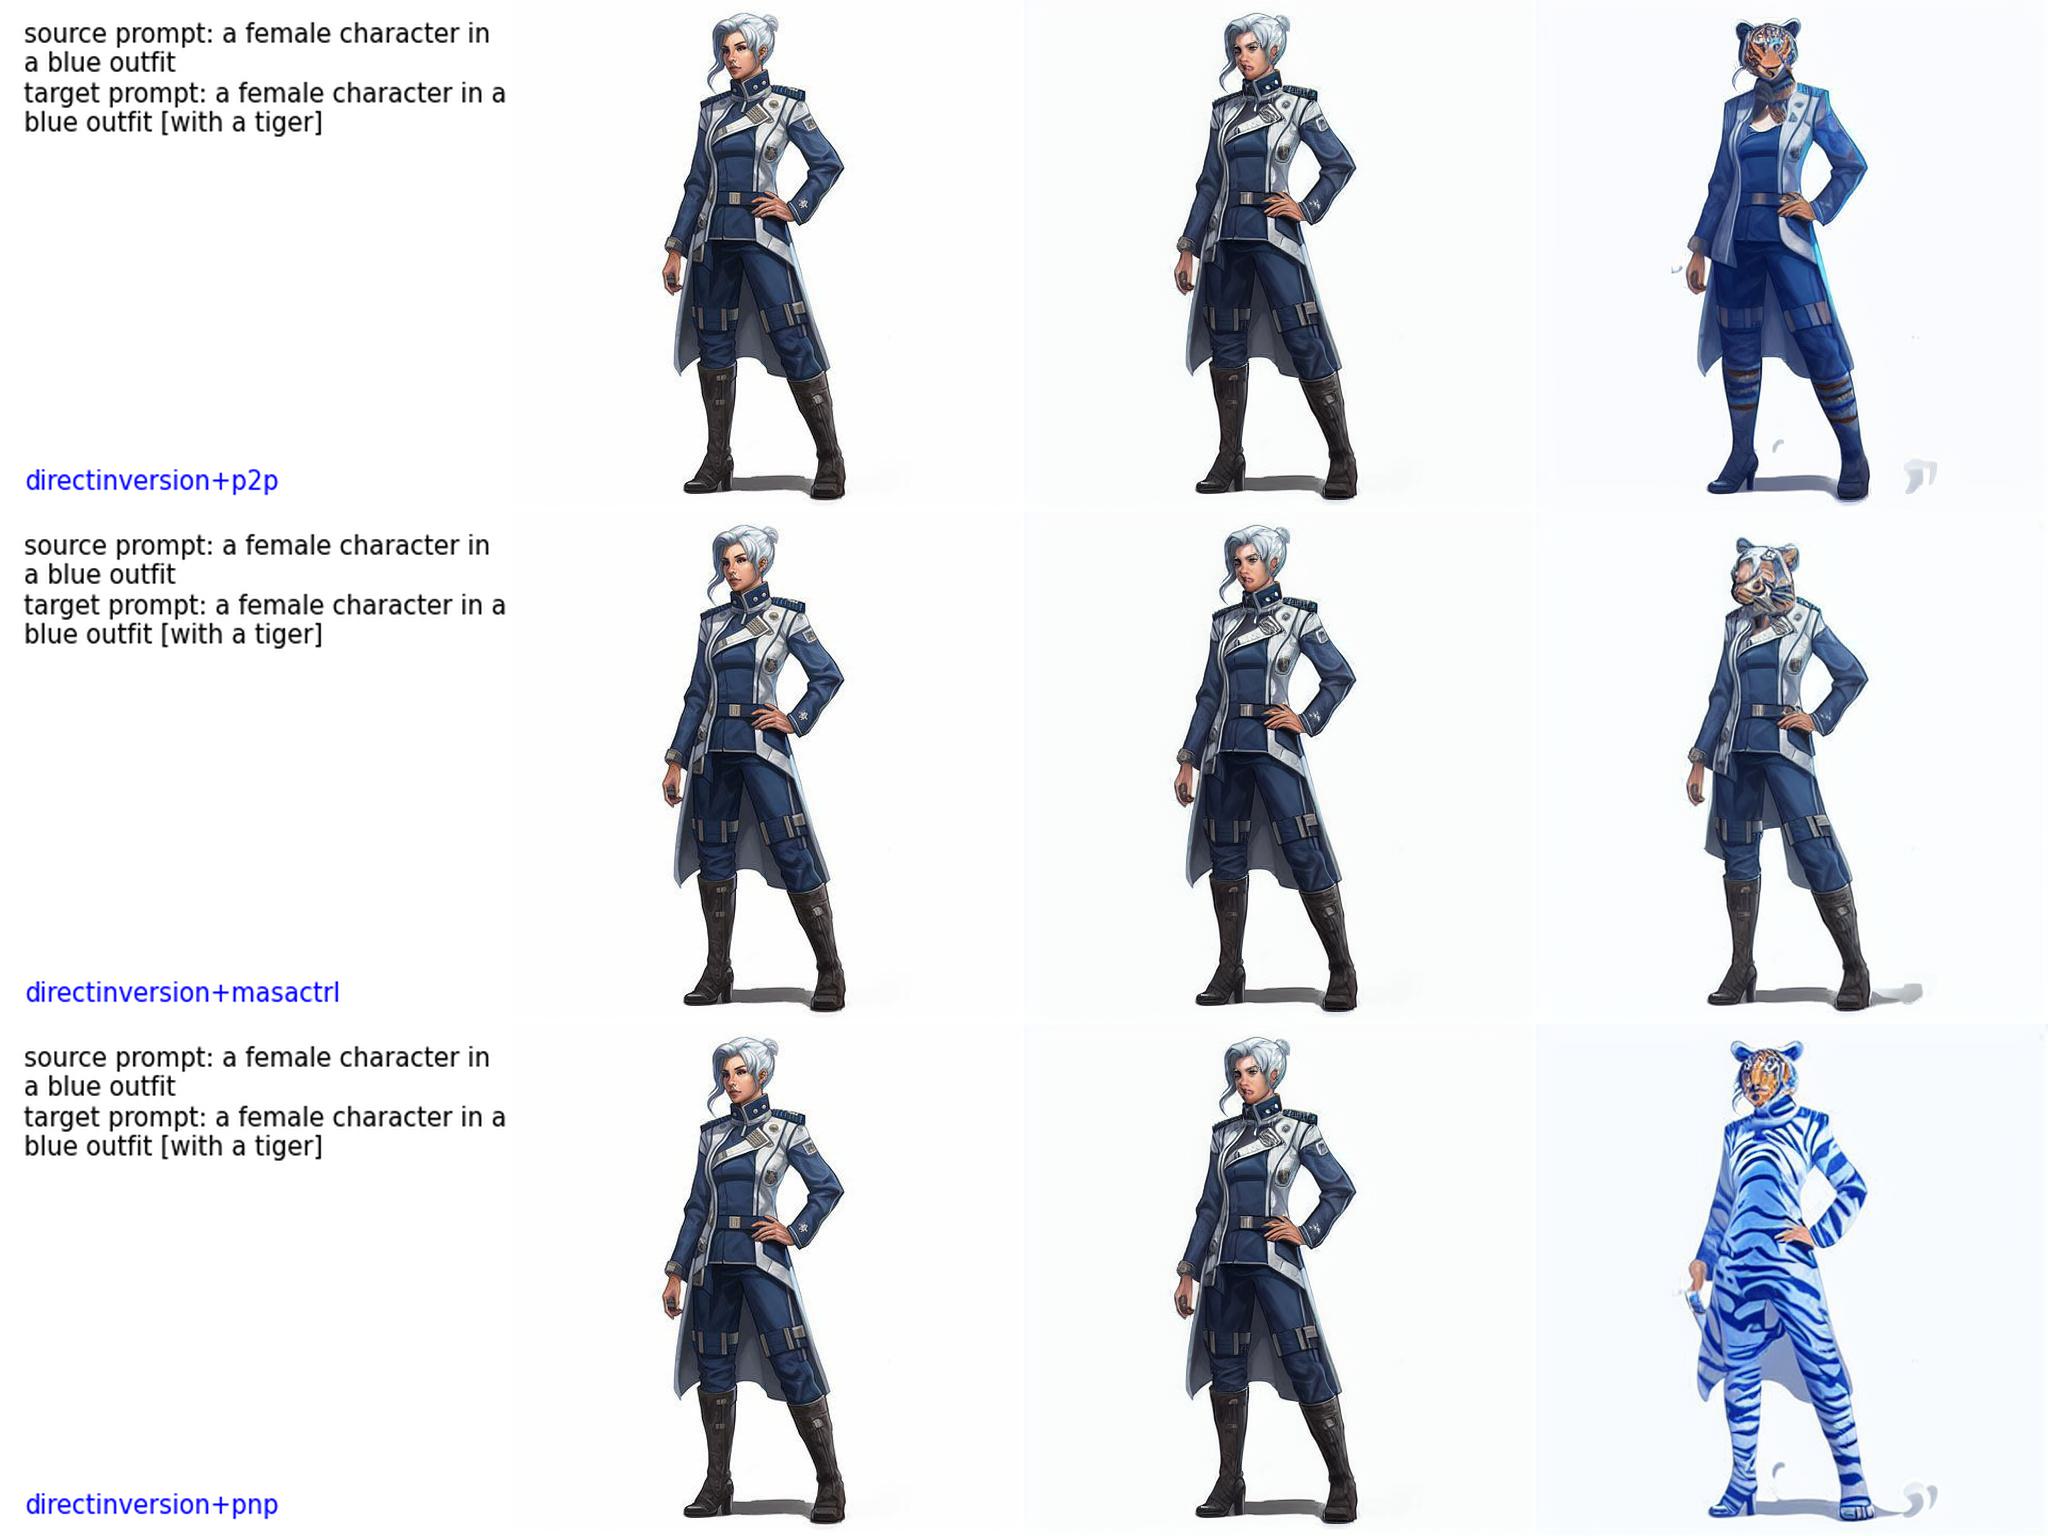 source prompt: a female character in
a blue outfit
target prompt: a female character in a
blue outfit [with a tiger]
directinversion+p2p
source prompt: a female character in
a blue outfit
target prompt: a female character in a
blue outfit [with a tiger]
directinversion+masactrl
source prompt: a female character in
a blue outfit
target prompt: a female character in a
blue outfit [with a tiger]
directinversion+pnp